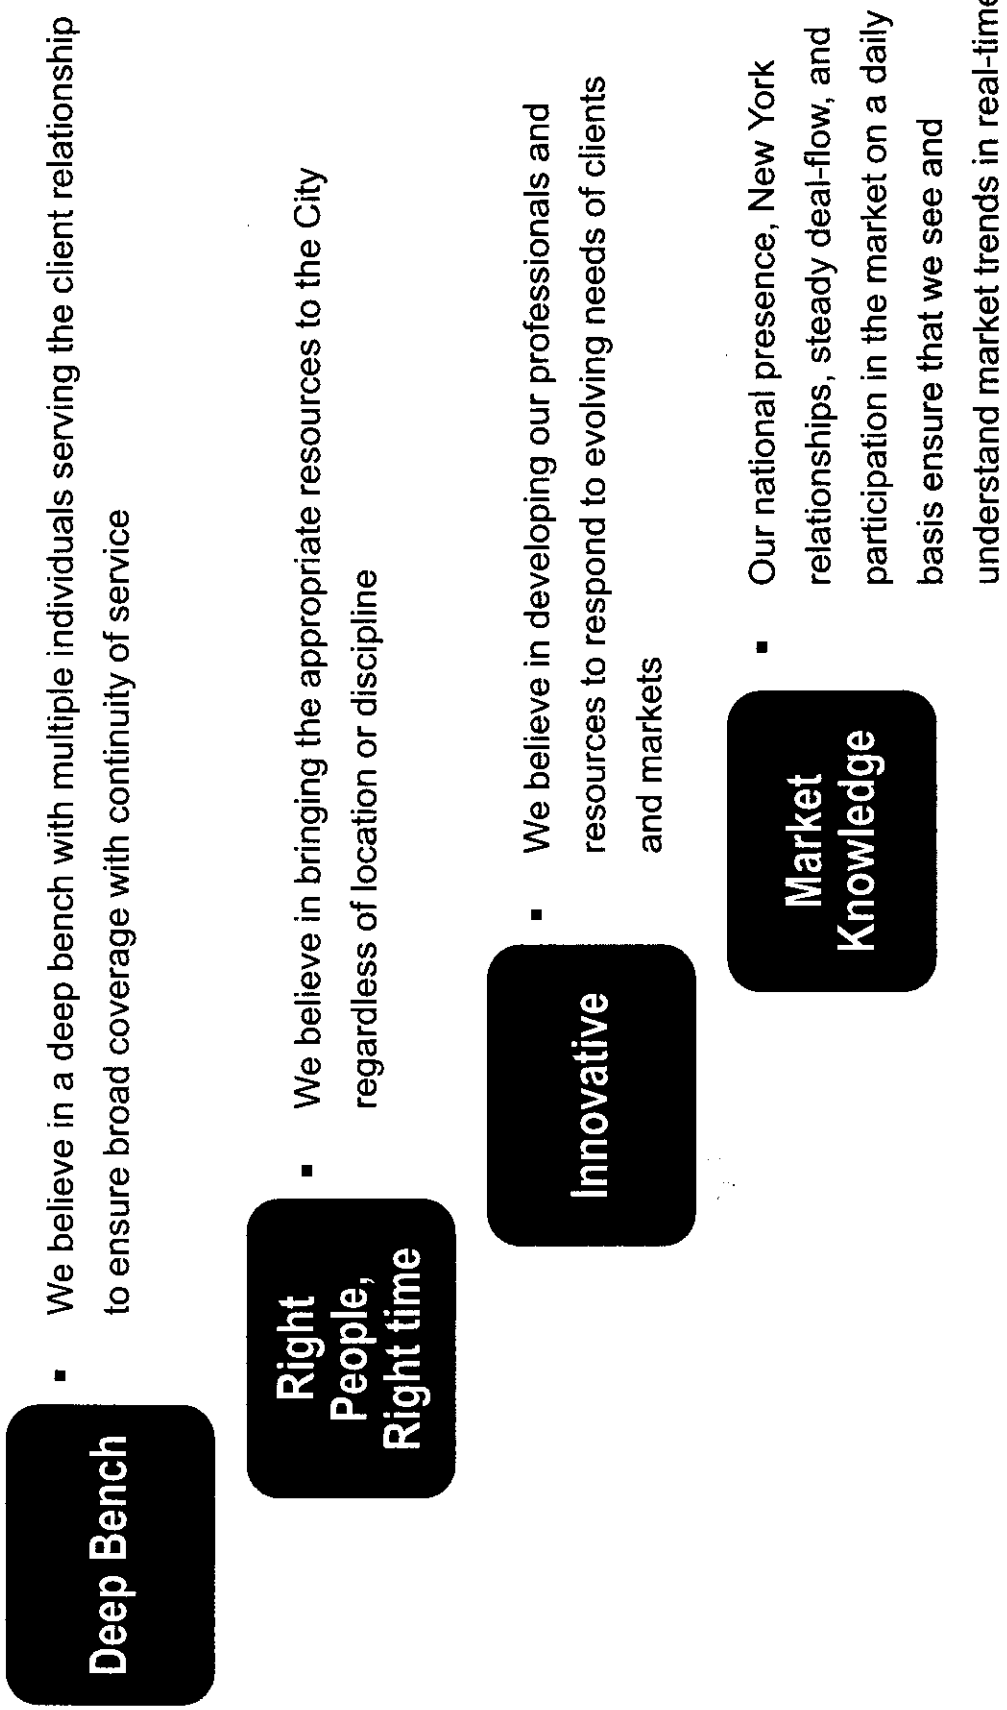 Deep Bench
▪ We believe in a deep bench with multiple individuals serving the client relationship
to ensure broad coverage with continuity of service
Right
People,
Right time
▪ We believe in bringing the appropriate resources to the City
regardless of location or discipline
Innovative
▪ We believe in developing our professionals and
resources to respond to evolving needs of clients
and markets
Market
Knowledge
▪ Our national presence, New York
relationships, steady deal-flow, and
participation in the market on a daily
basis ensure that we see and
understand market trends in real-time